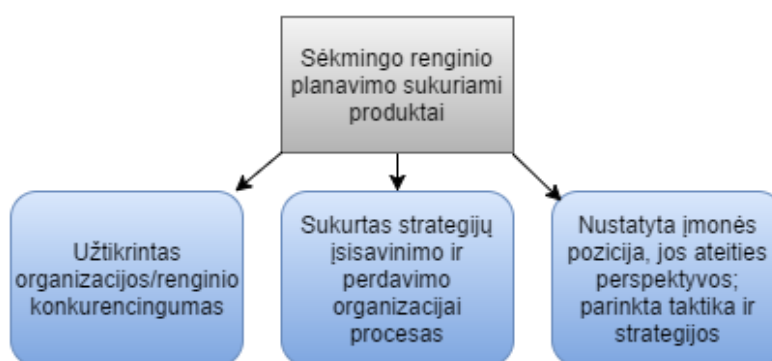 Sėkmingo renginio
planavimo sukuriami
produktai
Užtikrintas
organizacijos/renginio
konkurencingumas
Sukurtas strategijų
įsisavinimo ir
perdavimo
organizacijai
procesas
Nustatyta įmonės
pozicija, jos ateities
perspektyvos;
parinkta taktika ir
strategijos